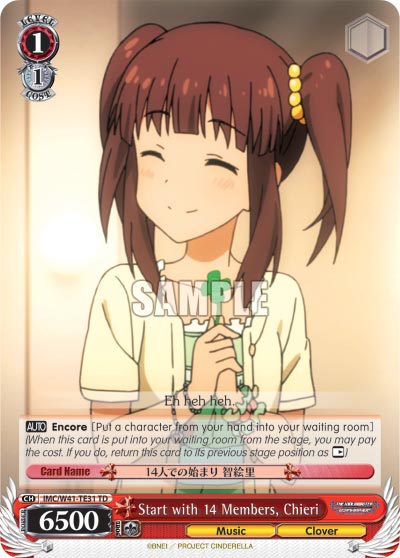 LEVEL
1
1
COST
SAMPLE
Eh heh heh..
AUTO Encore [Put a character from your hand into your waiting room]
(When this card is put into your waiting room from the stage, you may pay
the cost. If you do, return this card to its previous stage position as
Card Name 14人での始まり 智絵里
CH IMC/W41-TE31 TD
Start with 14 Members, Chieri
POWER
6500
SOUL
Music
Clover
©BNEI / PROJECT CINDERELLA